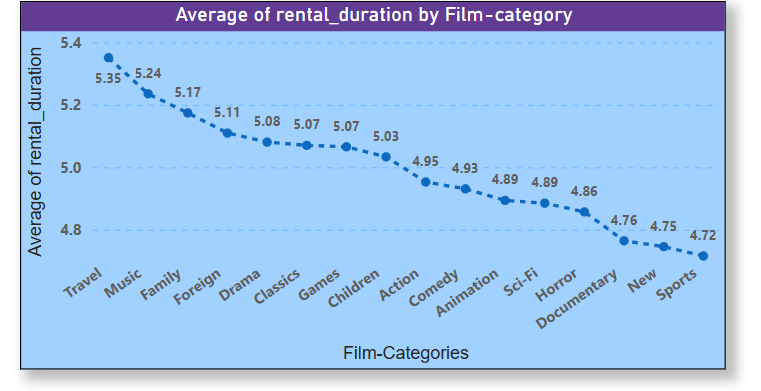 Average of rental_duration by Film-category
Average of rental_duration
5.4
5.2
5.0
4.8
5.35
5.24
5.17
5.11
5.08
5.07
5.07
5.03
4.95
4.93
4.89
4.89
4.86
4.76
4.75
4.72
Travel
Music
Family
Foreign
Drama
Classics
Games
Children
Action
Comedy
Animation
Sci-Fi
Horror
Documentary
New
Sports
Film-Categories